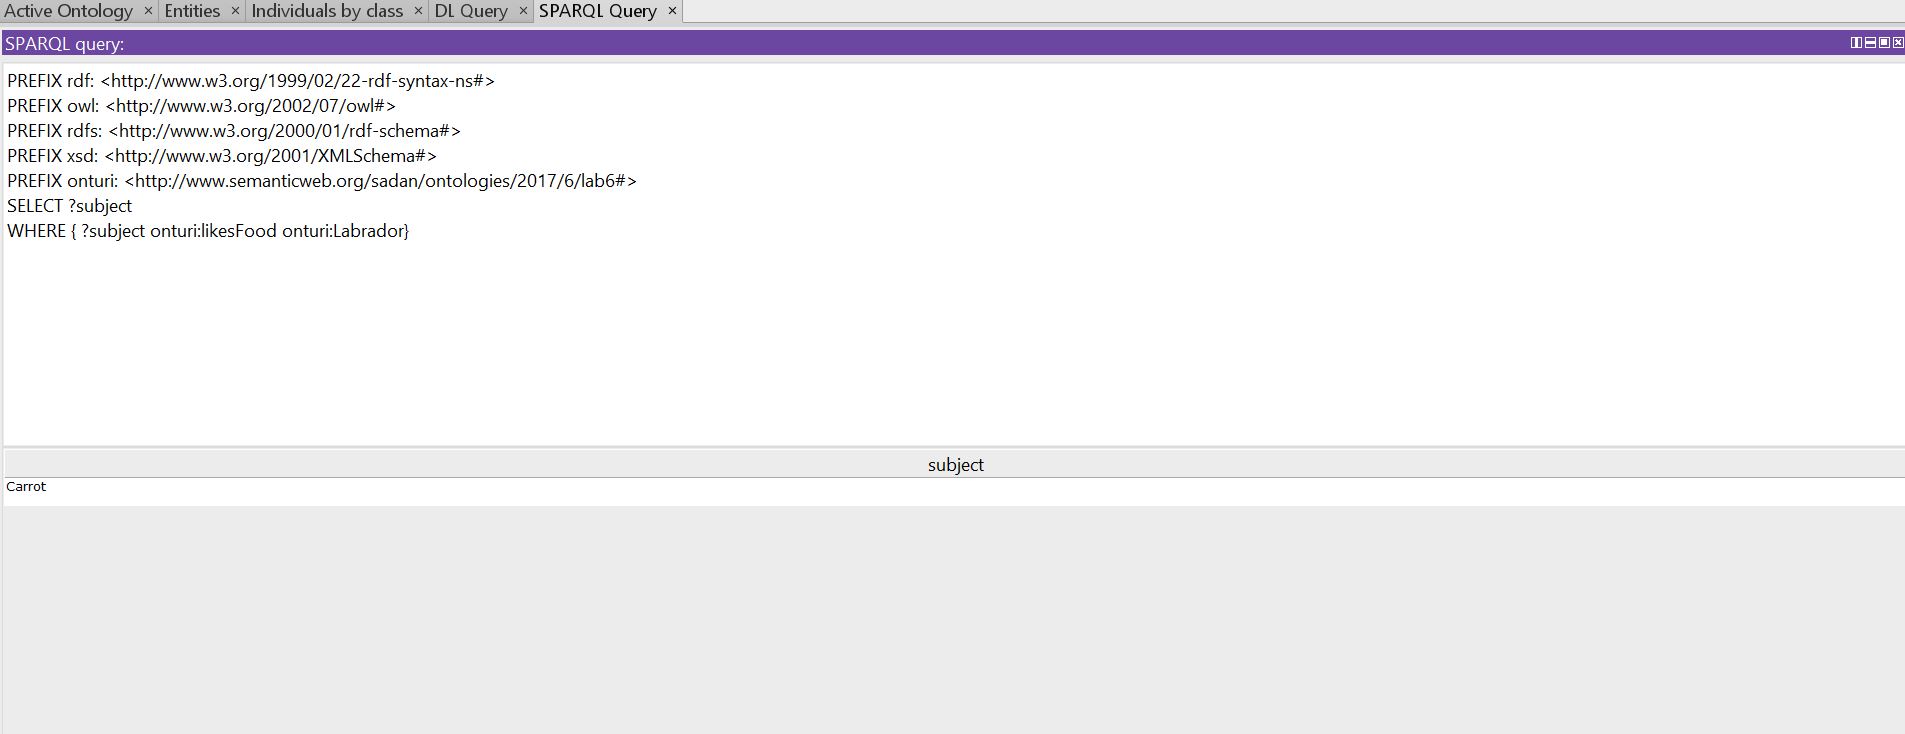 Active Ontology × Entities × Individuals by class × DL Query × SPARQL Query ×
SPARQL query:
PREFIX rdf: <http://www.w3.org/1999/02/22-rdf-syntax-ns#>
PREFIX owl: <http://www.w3.org/2002/07/owl#>
PREFIX rdfs: <http://www.w3.org/2000/01/rdf-schema#>
PREFIX xsd: <http://www.w3.org/2001/XMLSchema#>
PREFIX onturi: <http://www.semanticweb.org/sadan/ontologies/2017/6/lab6#>
SELECT ?subject
WHERE { ?subject onturi:likesFood onturi:Labrador}
subject
Carrot